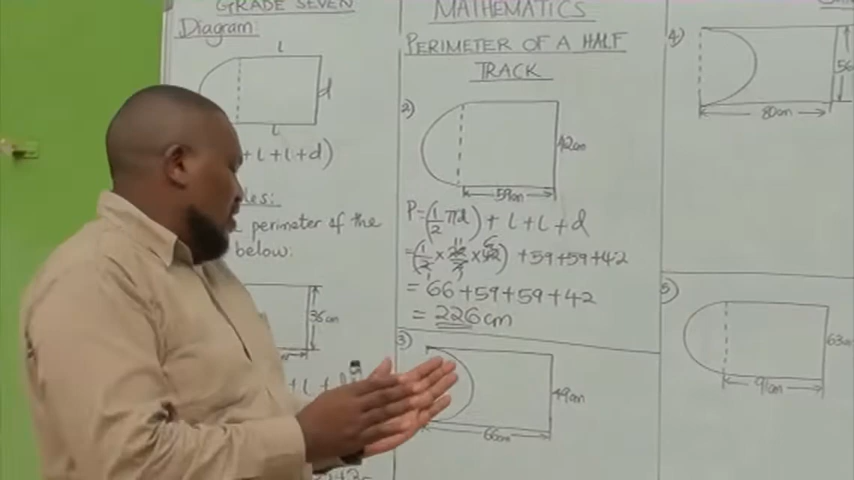 GRADE SEVEN
Diagram
l
d
l
+ l + l + d)
perimeter of the
below:
35cm
MATHEMATICS
PERIMETER OF A HALF
TRACK
2)
42cm
59cm
P = (1/2 πd) + l + l + d
= (1/2 × 22/7 × 42) + 59 + 59 + 42
= 66 + 59 + 59 + 42
= 226cm
3)
49cm
66cm
4)
56
80cm
5)
63cm
91cm